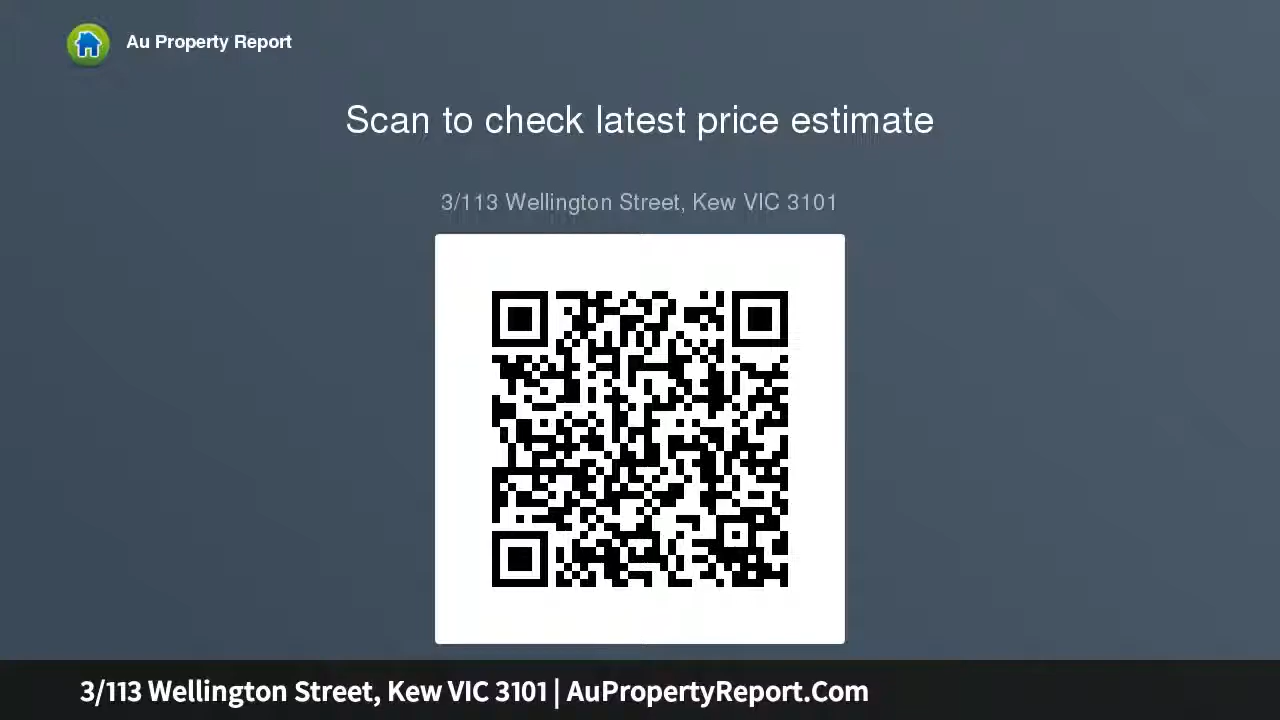 Au Property Report
Scan to check latest price estimate
3/113 Wellington Street, Kew VIC 3101
3/113 Wellington Street, Kew VIC 3101 | AuPropertyReport.Com